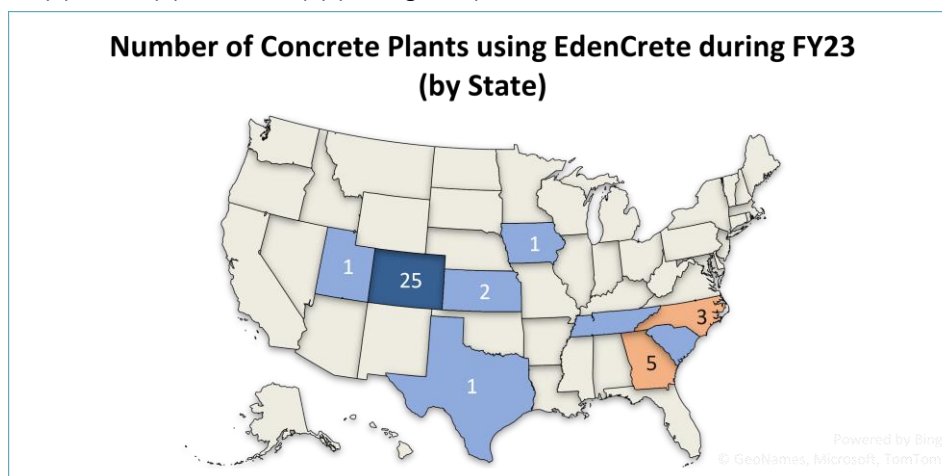 Number of Concrete Plants using EdenCrete during FY23
(by State)
1
1
25
2
3
5
1
Powered by Bing
© GeoNames, Microsoft, TomTom